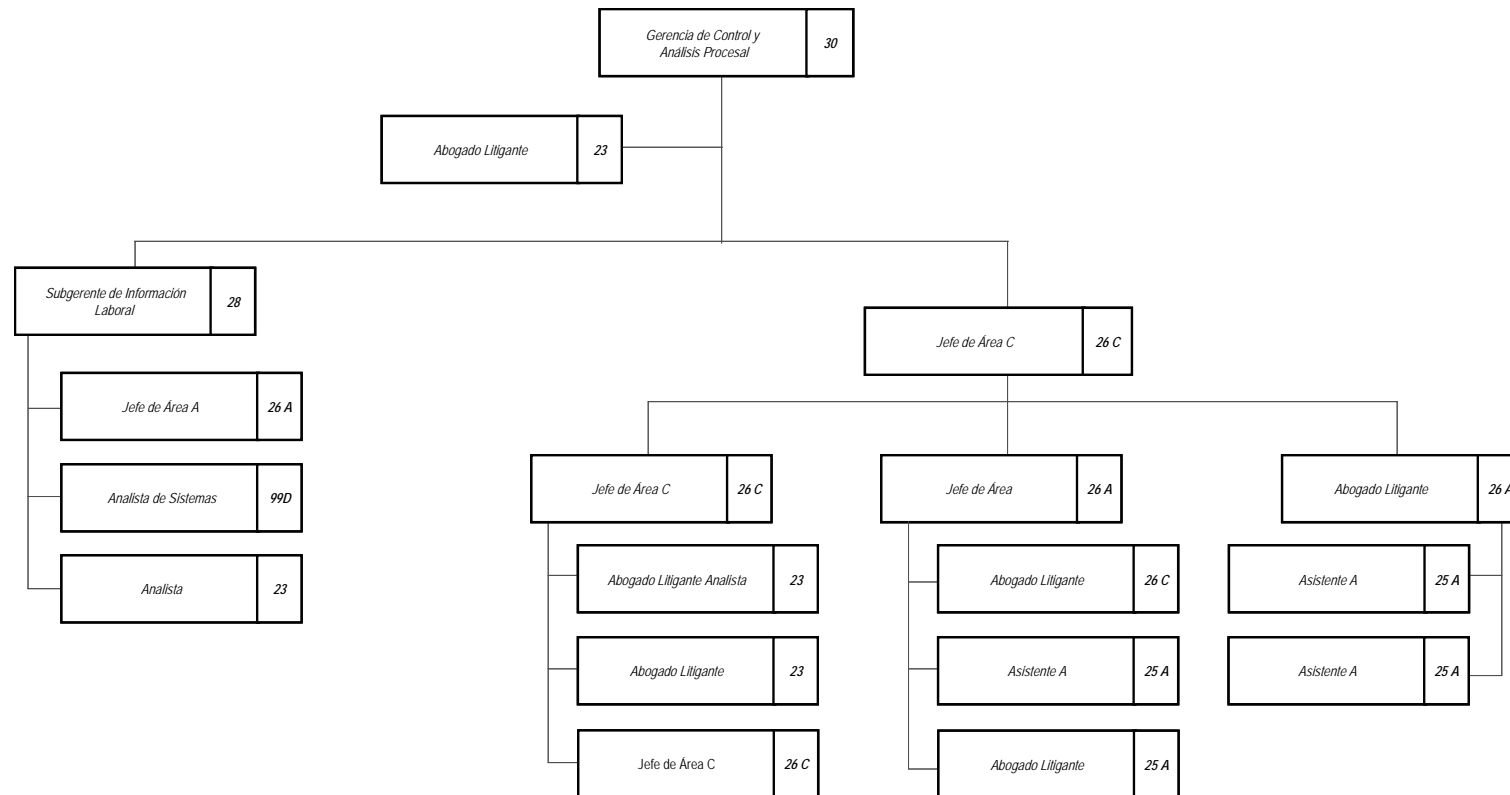 Gerencia de Control y
Análisis Procesal
30
Abogado Litigante
23
Subgerente de Información
Laboral
28
Jefe de Área C
26 C
Jefe de Área A
26 A
Analista de Sistemas
99D
Analista
23
Jefe de Área C
26 C
Abogado Litigante Analista
23
Abogado Litigante
23
Jefe de Área C
26 C
Jefe de Área
26 A
Abogado Litigante
26 C
Asistente A
25 A
Abogado Litigante
25 A
Abogado Litigante
26 A
Asistente A
25 A
Asistente A
25 A